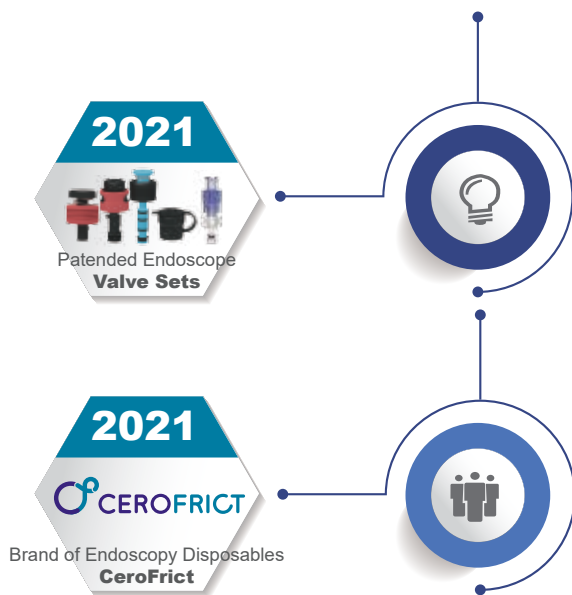 2021
Patended Endoscope
Valve Sets
2021
CEROFRICT
Brand of Endoscopy Disposables
CeroFrict